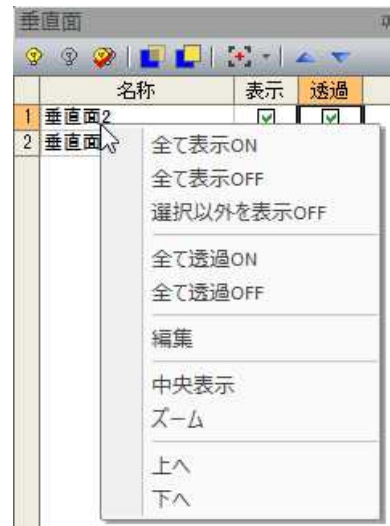 垂直面
名称 表示 透過
1 垂直面2
2 垂直面
全て表示ON
全て表示OFF
選択以外を表示OFF
全て透過ON
全て透過OFF
編集
中央表示
ズーム
上へ
下へ